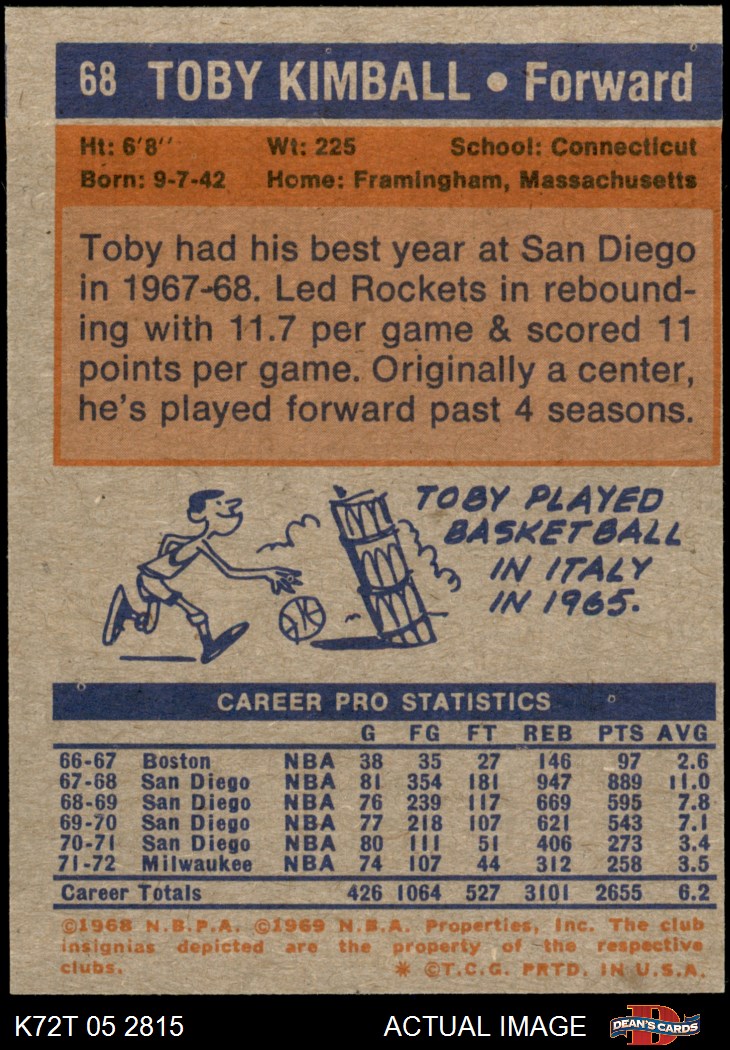 68 TOBY KIMBALL • Forward
Ht: 6'8'' Wt: 225 School: Connecticut
Born: 9-7-42 Home: Framingham, Massachusetts
Toby had his best year at San Diego
in 1967-68. Led Rockets in rebound-
ing with 11.7 per game & scored 11
points per game. Originally a center,
he's played forward past 4 seasons.
TOBY PLAYED
BASKETBALL
IN ITALY
IN 1965.
CAREER PRO STATISTICS
G FG FT REB PTS AVG
66-67 Boston NBA 38 35 27 146 97 2.6
67-68 San Diego NBA 81 354 181 947 889 11.0
68-69 San Diego NBA 76 239 117 669 595 7.8
69-70 San Diego NBA 77 218 107 621 543 7.1
70-71 San Diego NBA 80 111 51 406 273 3.4
71-72 Milwaukee NBA 74 107 44 312 258 3.5
Career Totals 426 1064 527 3101 2655 6.2
©1968 N.B.P.A. ©1969 N.B.A. Properties, Inc. The club
insignias depicted are the property of the respective
clubs. * ©T.C.G. PRTD. IN U.S.A.
K72T 05 2815 ACTUAL IMAGE D DEAN'S CARDS